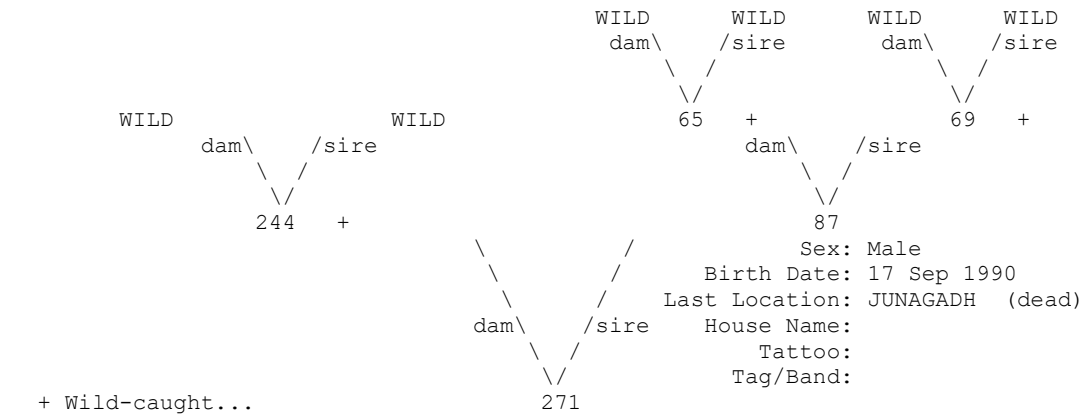 WILD WILD WILD WILD
dam\ /sire dam\ /sire
\ / \ /
\/ \/
WILD WILD 65 + 69 +
dam\ /sire dam\ /sire
\ / \ /
\/ \/
244 + 87
\ / Sex: Male
\ / Birth Date: 17 Sep 1990
\ / Last Location: JUNAGADH (dead)
dam\ /sire House Name:
\ / Tattoo:
\/ Tag/Band:
+ Wild-caught... 271